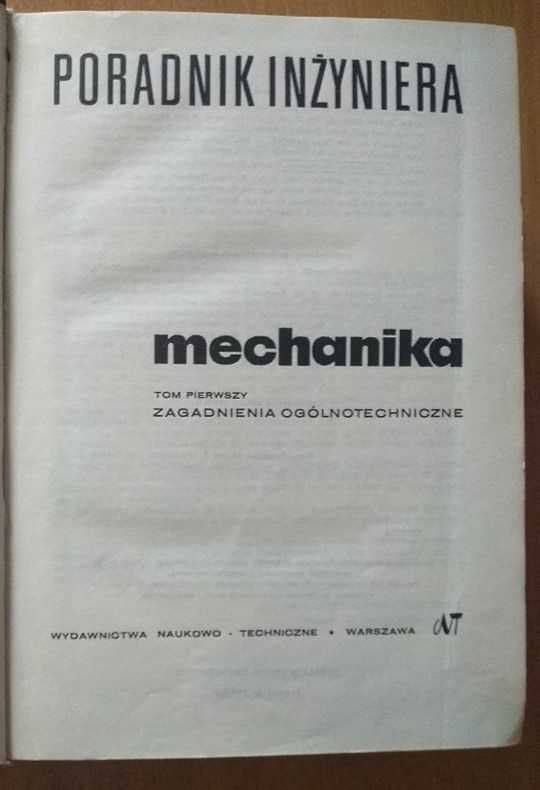 PORADNIK INŻYNIERA
mechanika
TOM PIERWSZY
ZAGADNIENIA OGÓLNOTECHNICZNE
WYDAWNICTWA NAUKOWO - TECHNICZNE • WARSZAWA